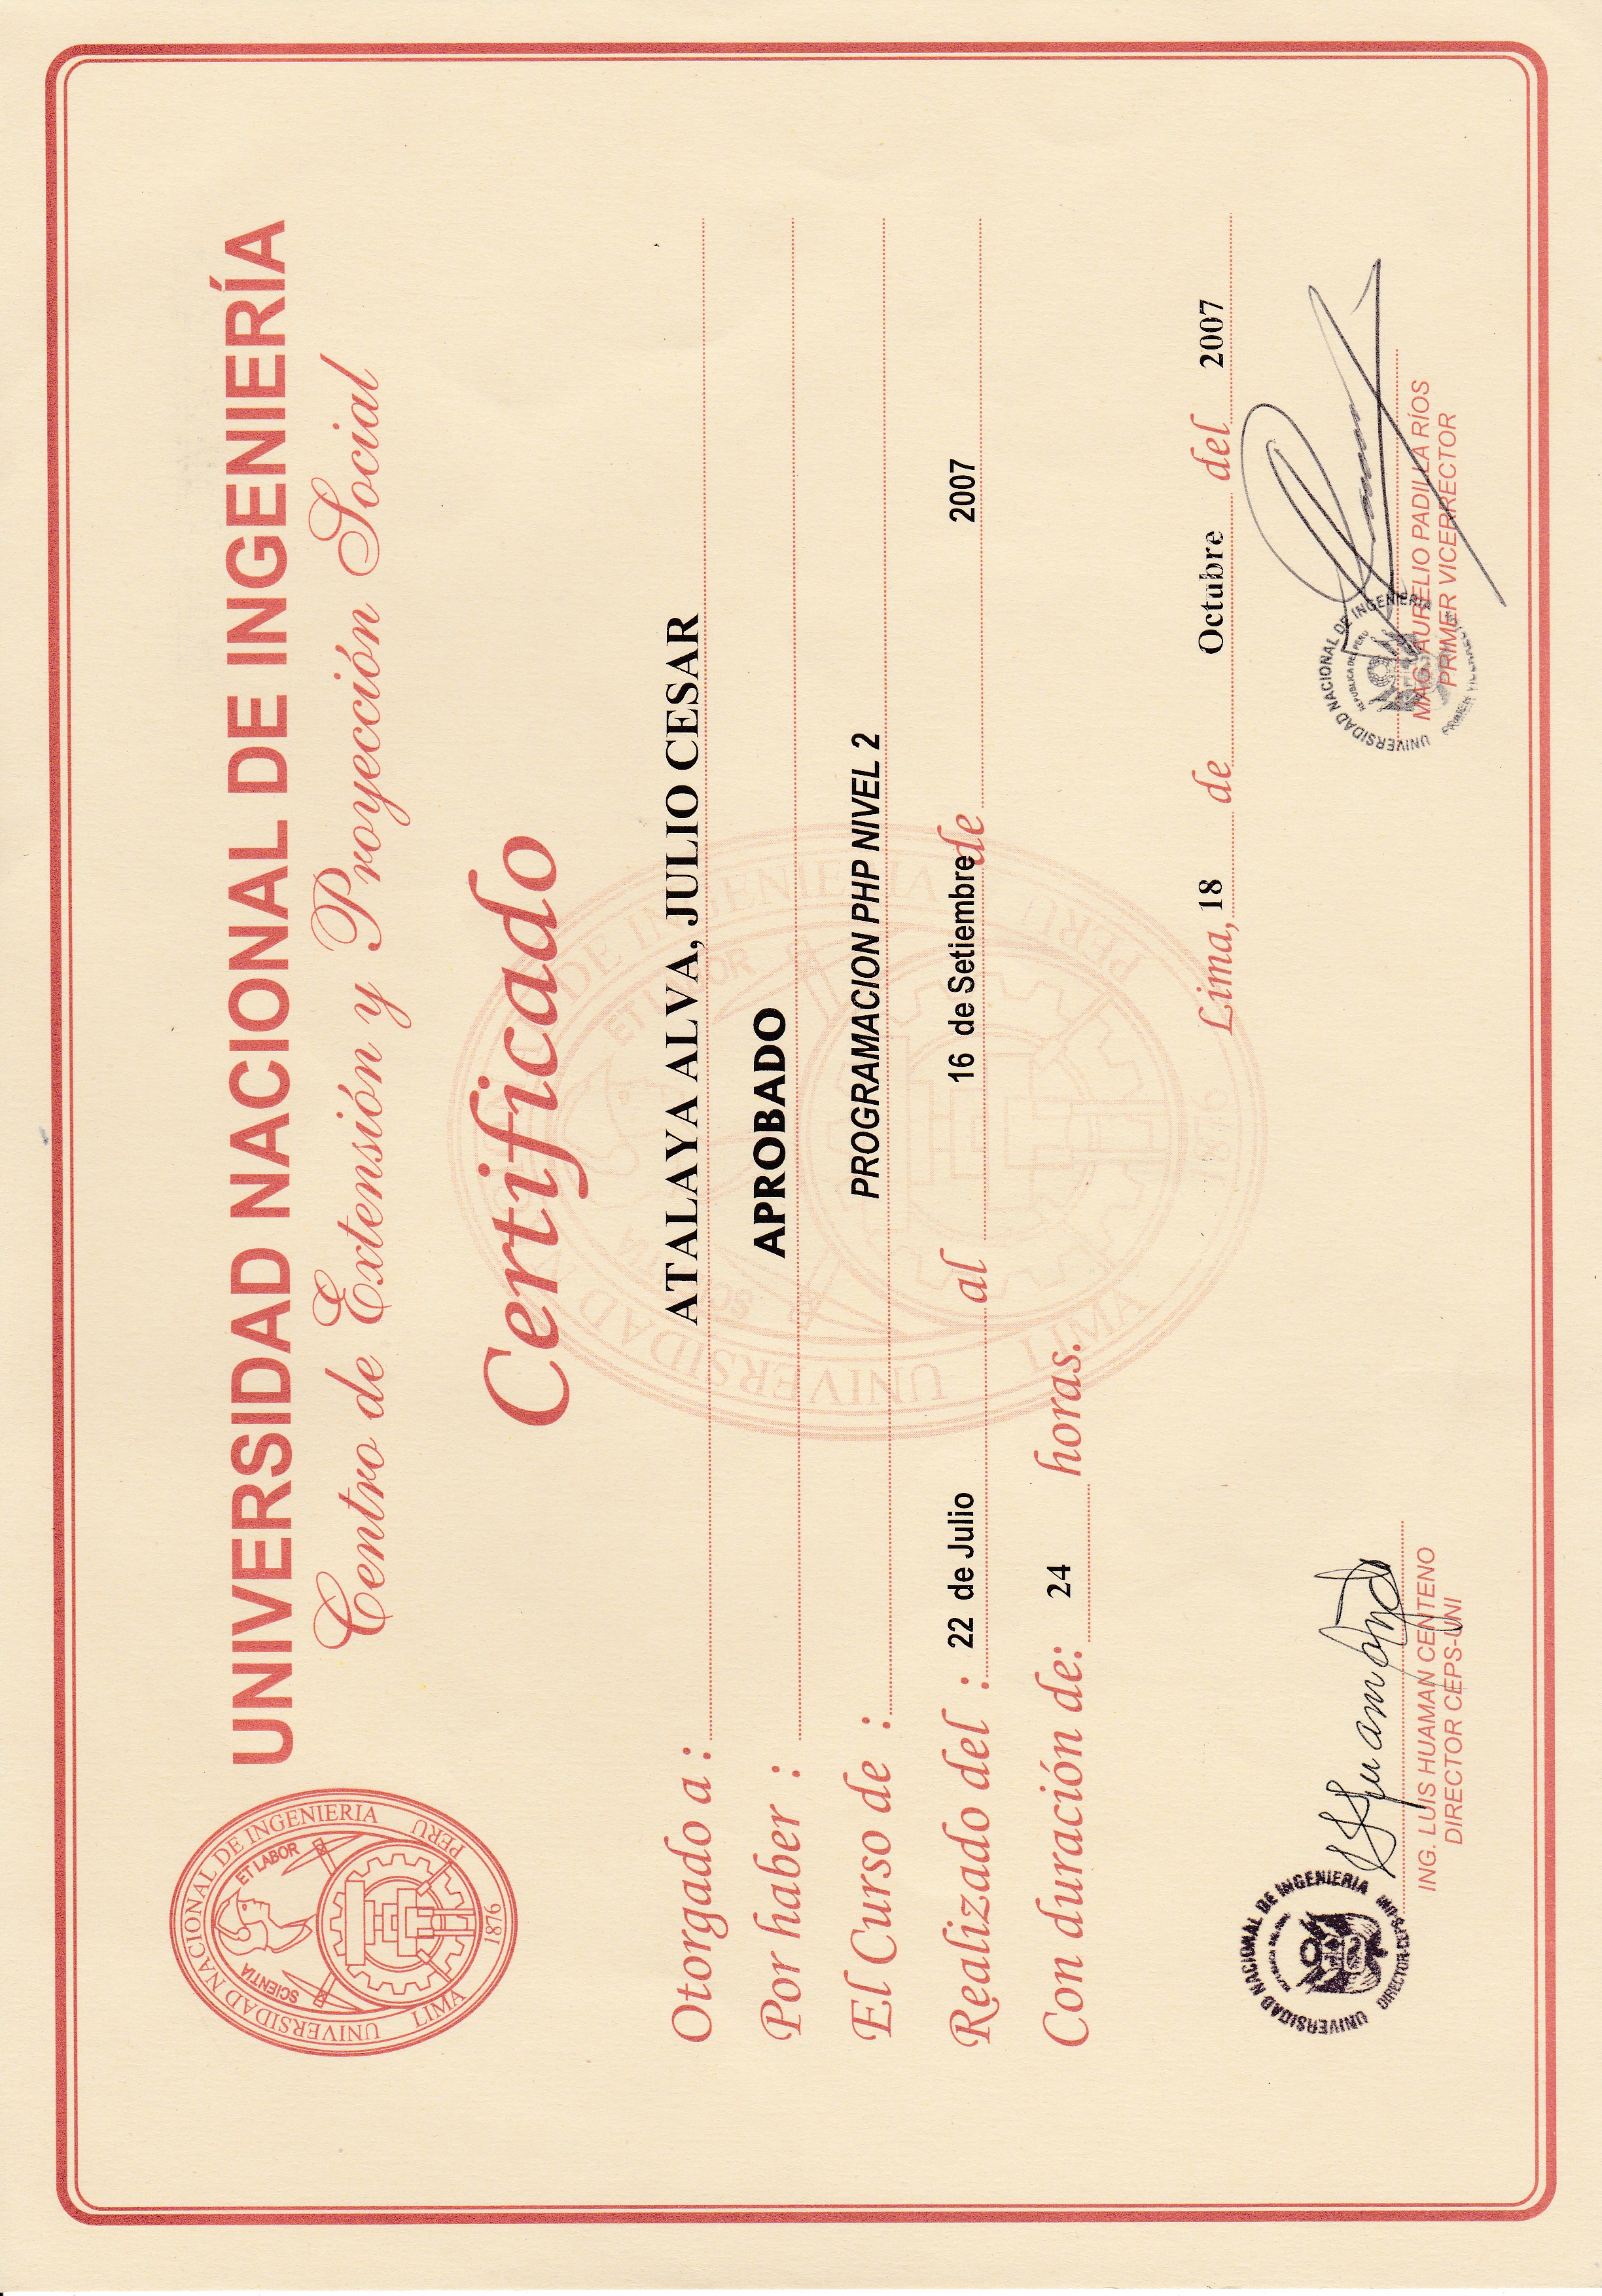 UNIVERSIDAD NACIONAL DE INGENIERÍA
Centro de Extensión y Proyección Social
UNIVERSIDAD NACIONAL DE INGENIERIA
SCIENTIA ET LABOR
LIMA 1876 PERU
Certificado
Otorgado a : ATALAYA ALVA, JULIO CESAR
Por haber : APROBADO
El Curso de : PROGRAMACION PHP NIVEL 2
Realizado del : 22 de Julio al 16 de Setiembre de 2007
Con duración de: 24 horas.
Lima, 18 de Octubre del 2007
UNIVERSIDAD NACIONAL DE INGENIERIA
DIRECTOR-CEPS-UNI
ING. LUIS HUAMAN CENTENO
DIRECTOR CEPS-UNI
UNIVERSIDAD NACIONAL DE INGENIERIA
REPUBLICA DEL PERU
MAG. AURELIO PADILLA RÍOS
PRIMER VICERRECTOR